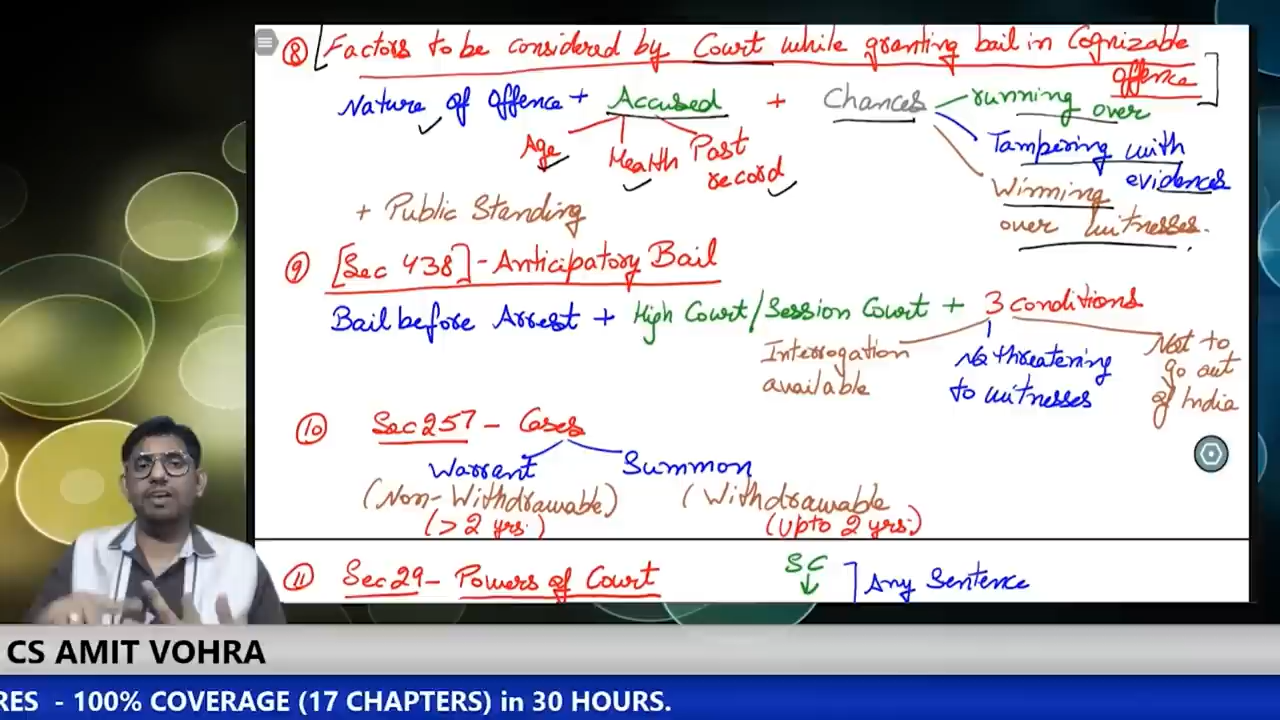 ⑧ [Factors to be considered by Court while granting bail in Cognizable
offence]
Nature of Offence + Accused + Chances running over
Age Health Past record
Tampering with evidences
Winning over witnesses.
+ Public Standing
⑨ [Sec 438] - Anticipatory Bail
Bail before Arrest + High Court/Session Court + 3 conditions
Interrogation available
No threatening to witnesses
Not to go out of India
⑩ Sec 257 - Cases
Warrant Summon
(Non-Withdrawable) (Withdrawable
(> 2 yrs.) (upto 2 yrs.)
⑪ Sec 29 - Powers of Court SC ] Any Sentence
CS AMIT VOHRA
RES - 100% COVERAGE (17 CHAPTERS) in 30 HOURS.